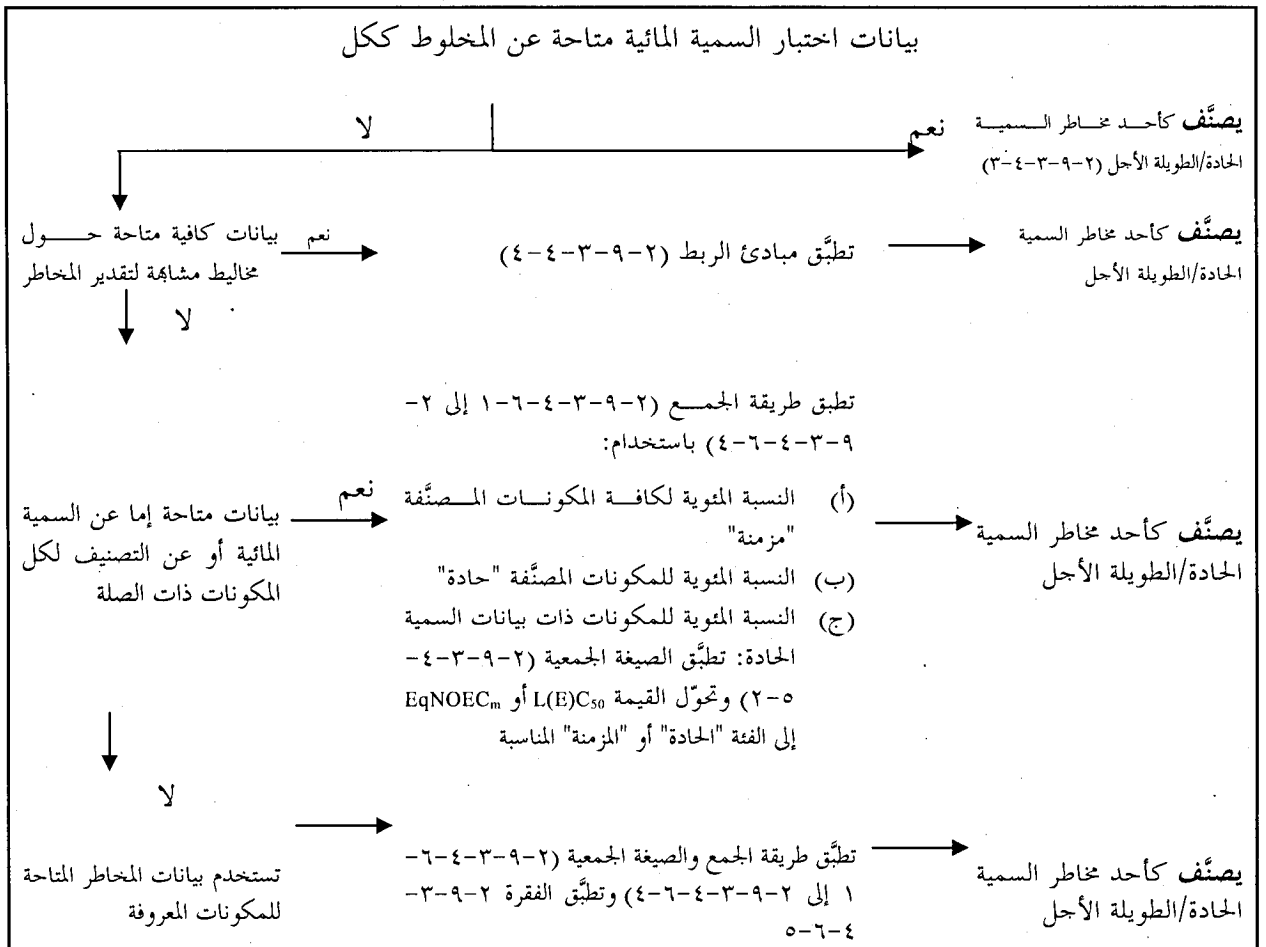 بيانات اختبار السمية المائية متاحة عن المخلوط ككل
لا
نعم
يصنَّف كأحد مخاطر السمية
الحادة/الطويلة الأجل (٢-٩-٣-٤-٣)
بيانات كافية متاحة حول
مخاليط مشابهة لتقدير المخاطر
نعم
تطبَّق مبادئ الربط (٢-٩-٣-٤-٤)
يصنَّف كأحد مخاطر السمية
الحادة/الطويلة الأجل
لا
بيانات متاحة إما عن السمية
المائية أو عن التصنيف لكل
المكونات ذات الصلة
نعم
تطبق طريقة الجمع (٢-٩-٣-٤-٦-١ إلى ٢-
٩-٣-٤-٦-٤) باستخدام:
(أ) النسبة المئوية لكافة المكونات المصنَّفة
"مزمنة"
(ب) النسبة المئوية للمكونات المصنَّفة "حادة"
(ج) النسبة المئوية للمكونات ذات بيانات السمية
الحادة: تطبَّق الصيغة الجمعية (٢-٩-٣-٤-
٥-٢) وتحوّل القيمة L(E)C₅₀ أو EqNOECₘ
إلى الفئة "الحادة" أو "المزمنة" المناسبة
يصنَّف كأحد مخاطر السمية
الحادة/الطويلة الأجل
لا
تستخدم بيانات المخاطر المتاحة
للمكونات المعروفة
تطبَّق طريقة الجمع والصيغة الجمعية (٢-٩-٣-٤-٦-
١ إلى ٢-٩-٣-٤-٦-٤) وتطبَّق الفقرة ٢-٩-٣-
٤-٦-٥
يصنَّف كأحد مخاطر السمية
الحادة/الطويلة الأجل